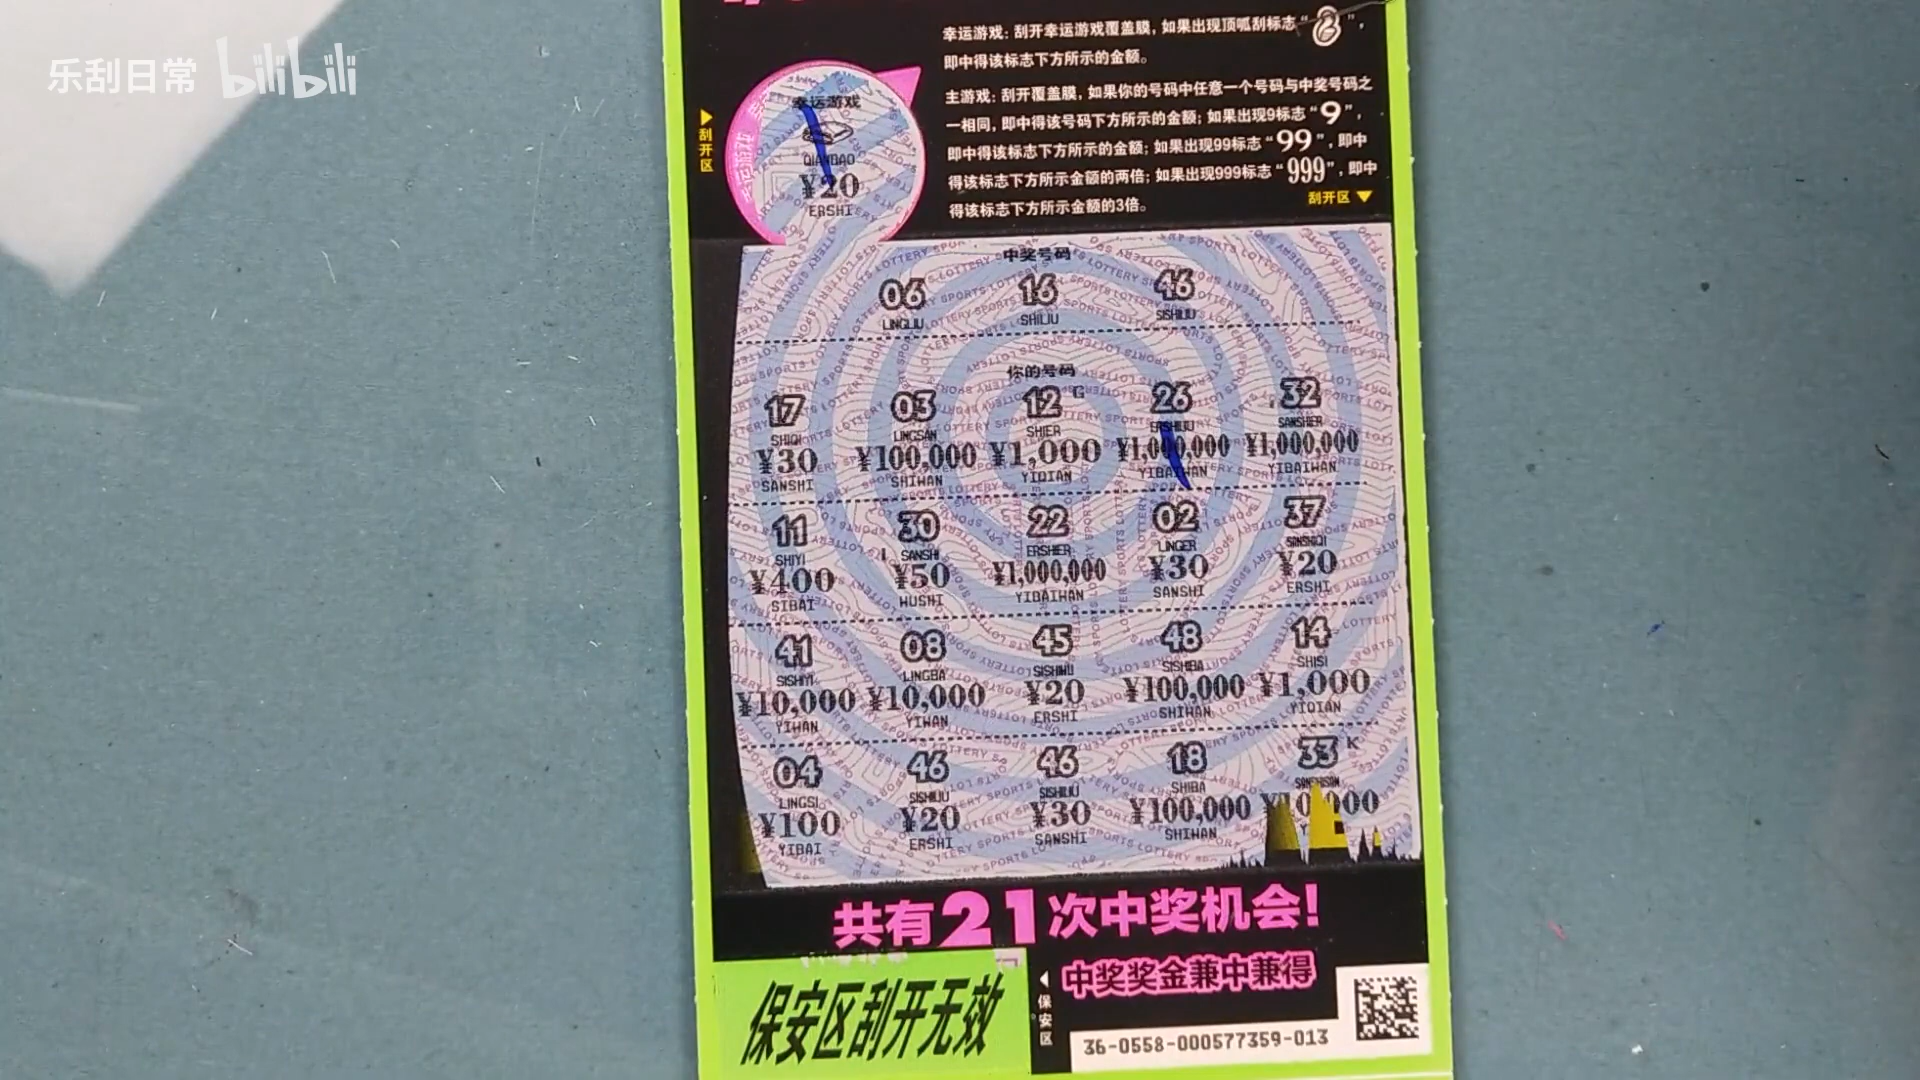 乐刮日常 bilibili
幸运游戏：刮开幸运游戏覆盖膜，如果出现顶呱刮标志“ ”，
即中得该标志下方所示的金额。
主游戏：刮开覆盖膜，如果你的号码中任意一个号码与中奖号码之
一相同，即中得该号码下方所示的金额；如果出现9标志“9”，
即中得该标志下方所示的金额；如果出现99标志“99”，即中
得该标志下方所示金额的两倍；如果出现999标志“999”，即中
得该标志下方所示金额的3倍。
刮开区
刮开区
幸运游戏
QIANBAO
¥20
ERSHI
中奖号码
06 16 46
LINGLIU SHILIU SISHILIU
你的号码
17 03 12 G 26 32
SHIQI LINGSAN SHIER ERSHILIU SANSHIER
¥30 ¥100,000 ¥1,000 ¥1,000,000 ¥1,000,000
SANSHI SHIWAN YIQIAN YIBAIWAN YIBAIWAN
11 30 22 02 37
SHIYI SANSHI ERSHIER LINGER SANSHIQI
¥400 ¥50 ¥1,000,000 ¥30 ¥20
SIBAI WUSHI YIBAIWAN SANSHI ERSHI
41 08 45 48 14
SISHIYI LINGBA SISHIWU SISHIBA SHISI
¥10,000 ¥10,000 ¥20 ¥100,000 ¥1,000
YIWAN YIWAN ERSHI SHIWAN YIQIAN
04 46 46 18 33 K
LINGSI SISHILIU SISHILIU SHIBA SANSHISAN
¥100 ¥20 ¥30 ¥100,000 ¥10,000
YIBAI ERSHI SANSHI SHIWAN
共有21次中奖机会！
中奖奖金兼中兼得
保安区刮开无效
保安区
36-0558-000577359-013